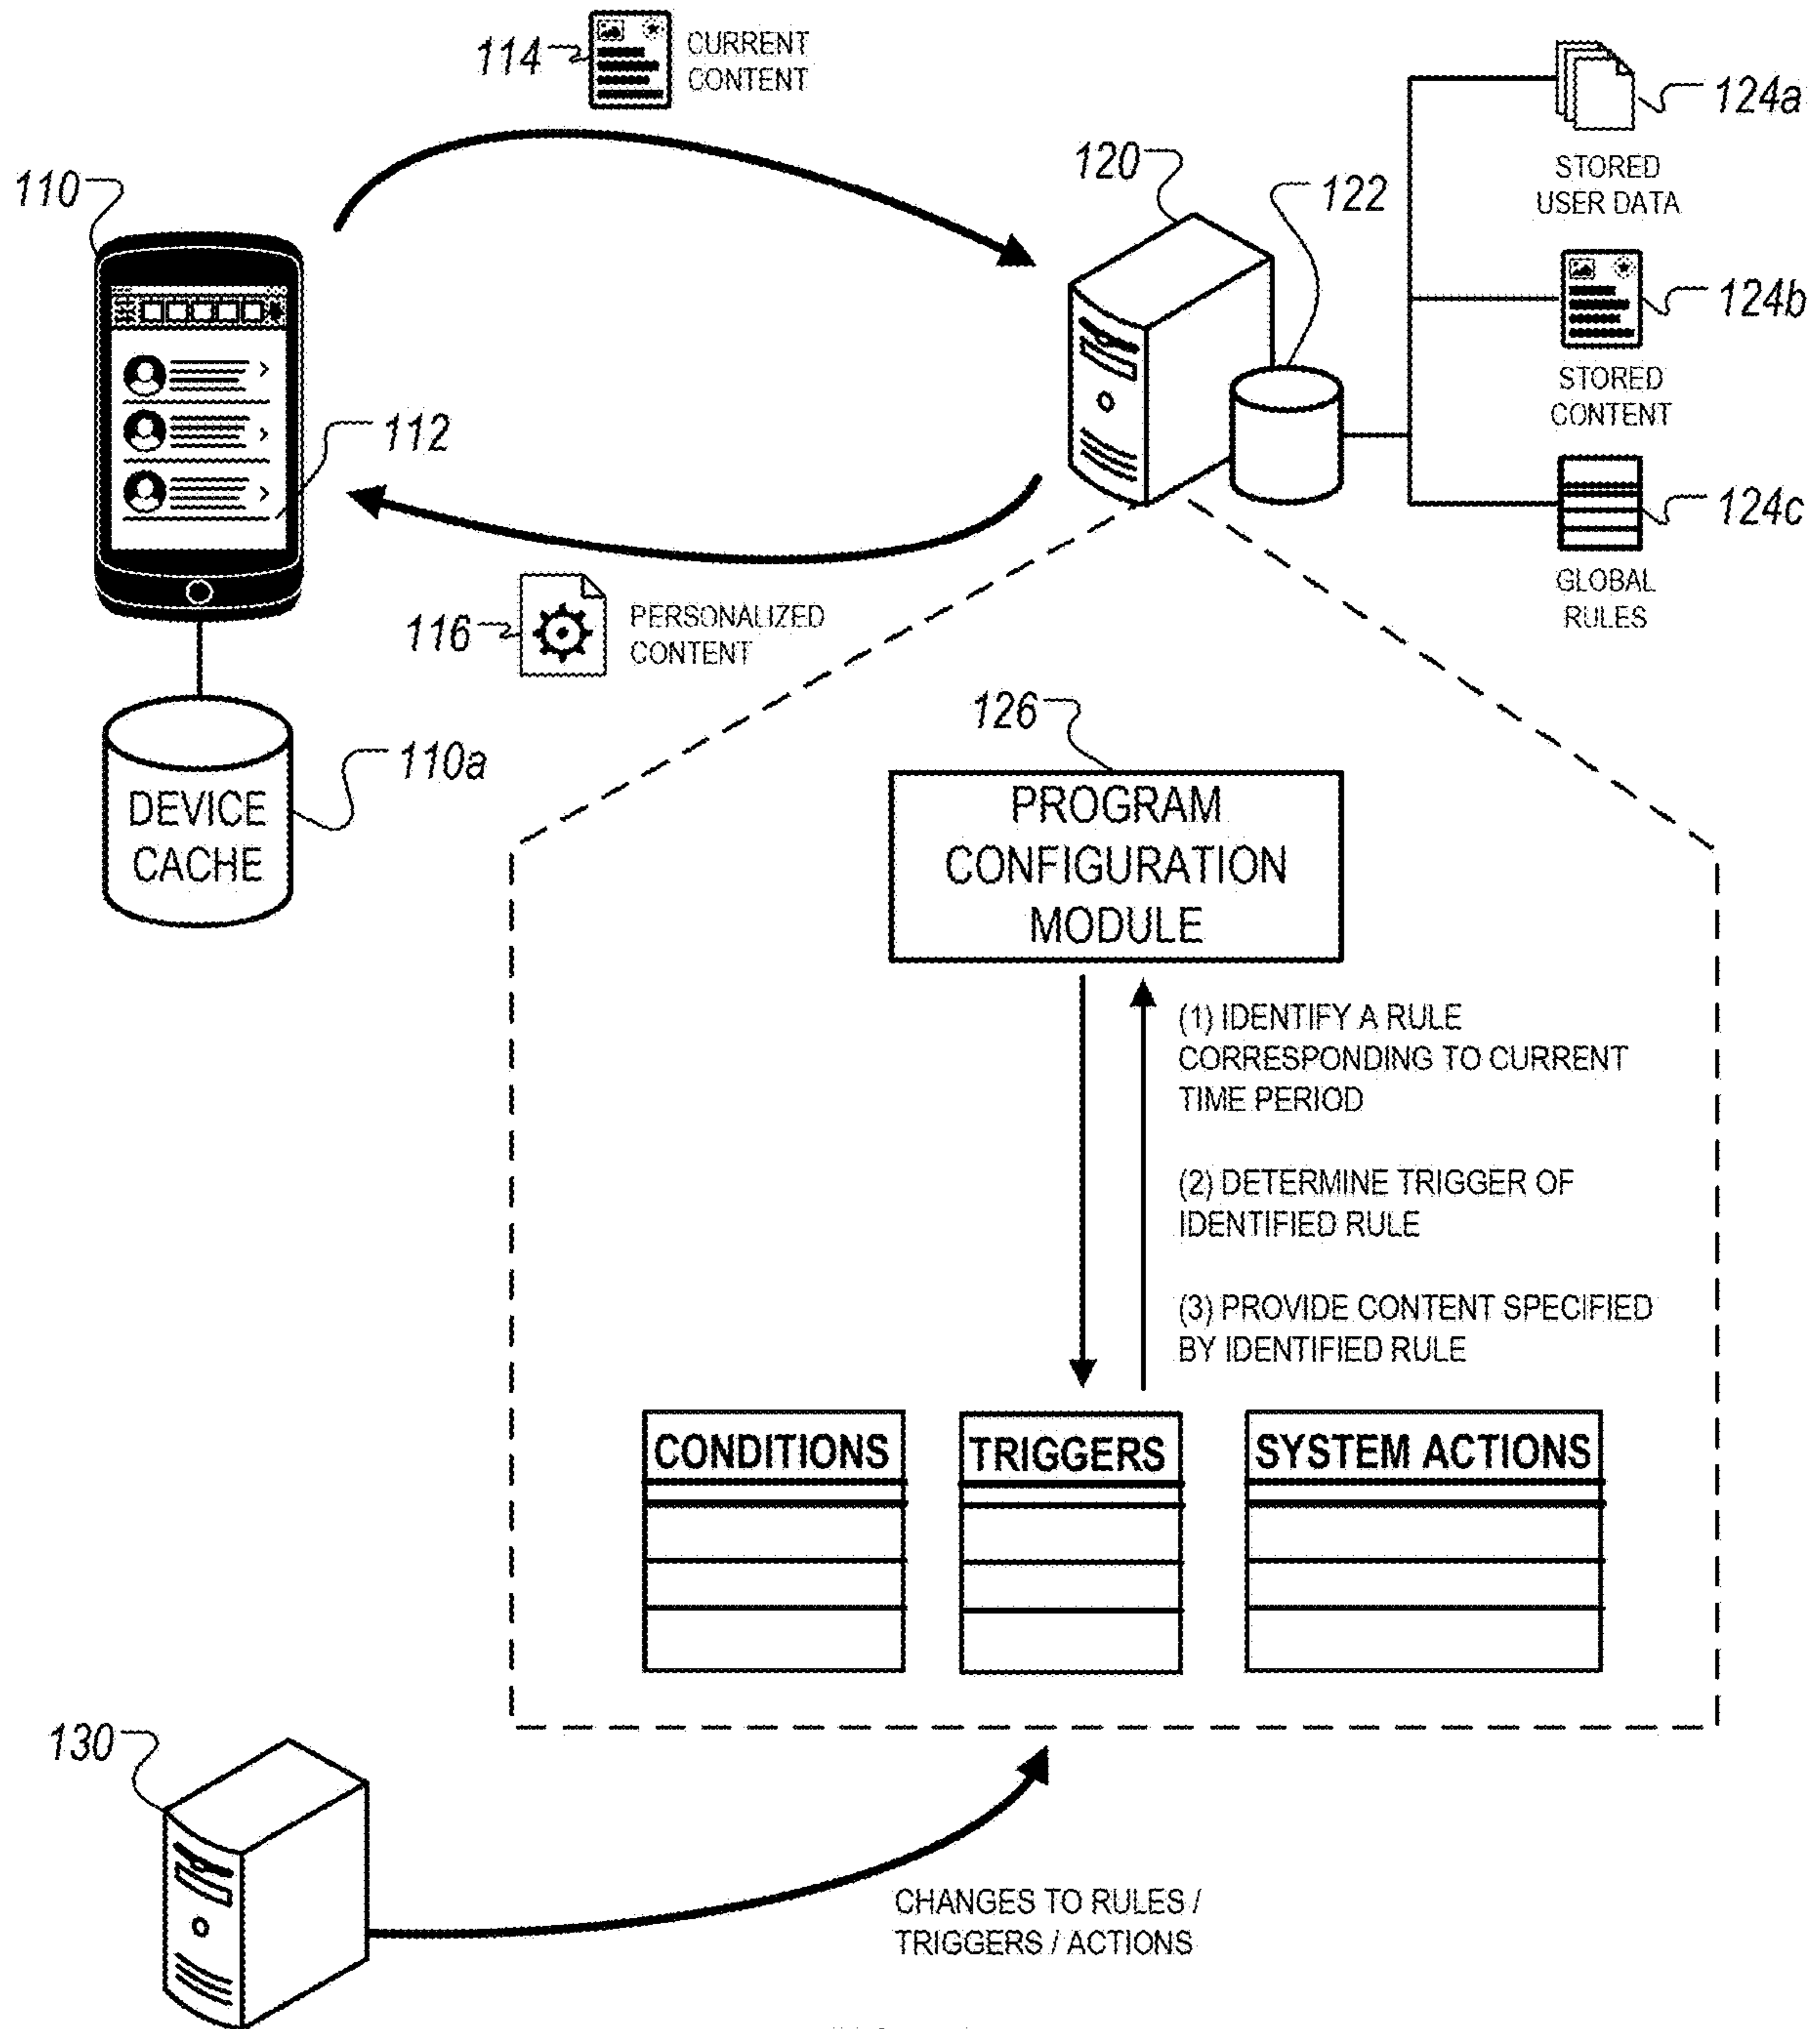 114
CURRENT
CONTENT
110
120
122
124a
STORED
USER DATA
124b
STORED
CONTENT
112
124c
GLOBAL
RULES
116
PERSONALIZED
CONTENT
110a
DEVICE
CACHE
126
PROGRAM
CONFIGURATION
MODULE
(1) IDENTIFY A RULE
CORRESPONDING TO CURRENT
TIME PERIOD
(2) DETERMINE TRIGGER OF
IDENTIFIED RULE
(3) PROVIDE CONTENT SPECIFIED
BY IDENTIFIED RULE
CONDITIONS
TRIGGERS
SYSTEM ACTIONS
130
CHANGES TO RULES /
TRIGGERS / ACTIONS